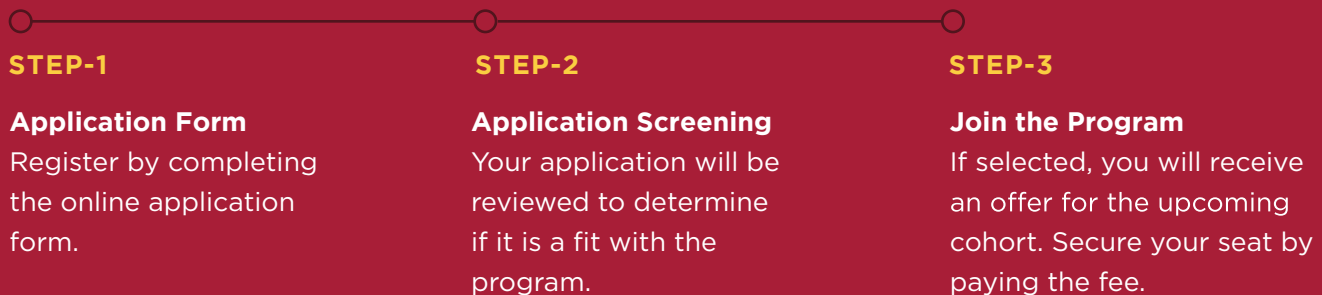 STEP-1
Application Form
Register by completing
the online application
form.
STEP-2
Application Screening
Your application will be
reviewed to determine
if it is a fit with the
program.
STEP-3
Join the Program
If selected, you will receive
an offer for the upcoming
cohort. Secure your seat by
paying the fee.